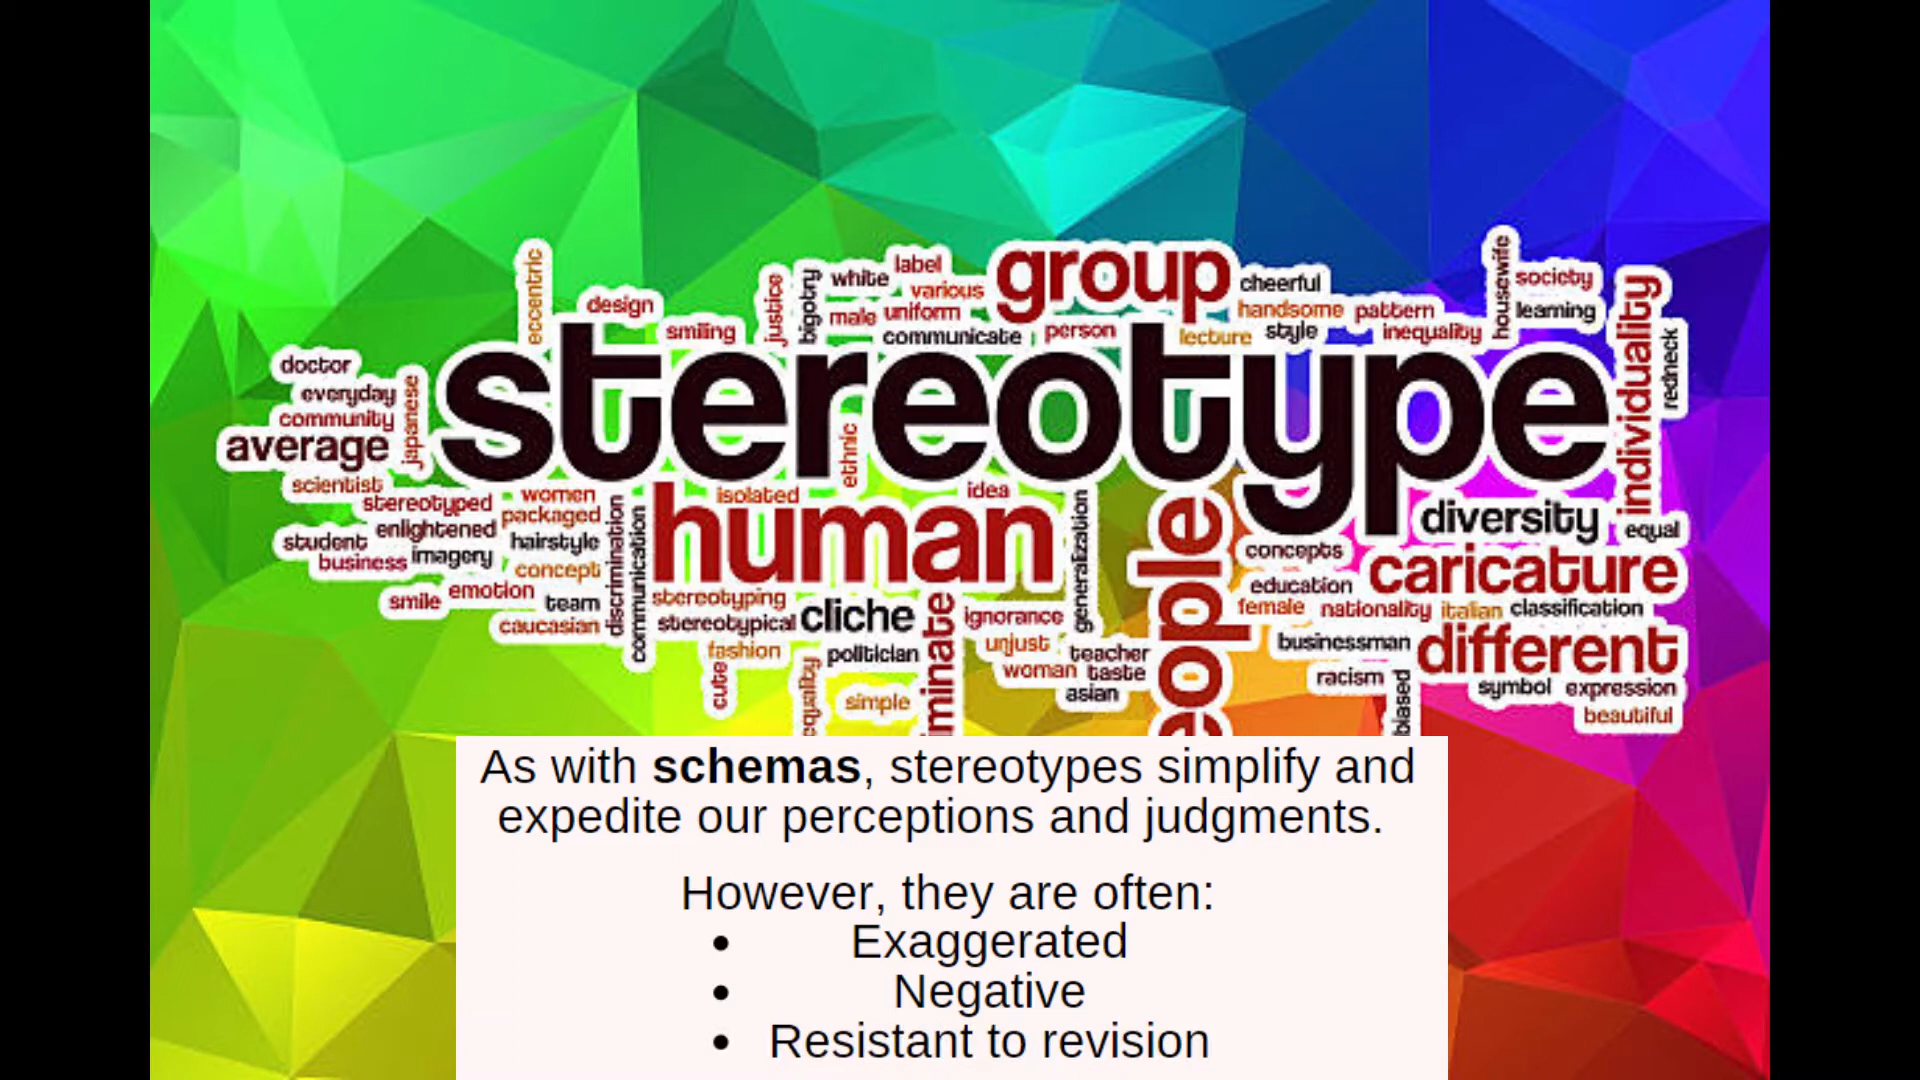 eccentric
design
smiling
justice
bigotry
white
label
various
male
uniform
communicate
group
person
cheerful
handsome
pattern
lecture
style
inequality
housewife
society
learning
individuality
redneck
doctor
everyday
community
average
japanese
stereotype
ethnic
scientist
stereotyped
women
packaged
enlightened
student
business
imagery
hairstyle
concept
smile
emotion
team
caucasian
discrimination
communication
isolated
idea
human
generalization
stereotyping
stereotypical
cliche
ignorance
fashion
politician
unjust
teacher
woman
taste
asian
cute
simple
diversity
equal
concepts
caricature
education
female
nationality
italian
classification
businessman
different
racism
biased
symbol
expression
beautiful
As with schemas, stereotypes simplify and
expedite our perceptions and judgments.
However, they are often:
• Exaggerated
• Negative
• Resistant to revision